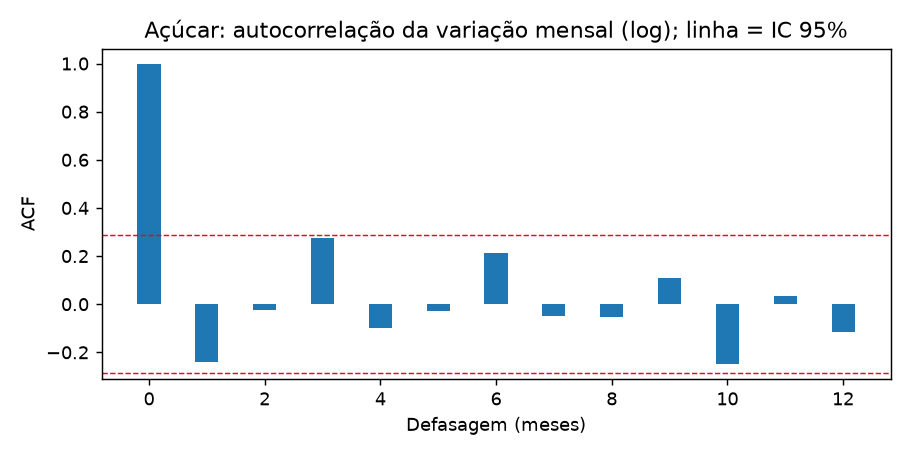 Açúcar: autocorrelação da variação mensal (log); linha = IC 95%
ACF
1.0
0.8
0.6
0.4
0.2
0.0
−0.2
0 2 4 6 8 10 12
Defasagem (meses)